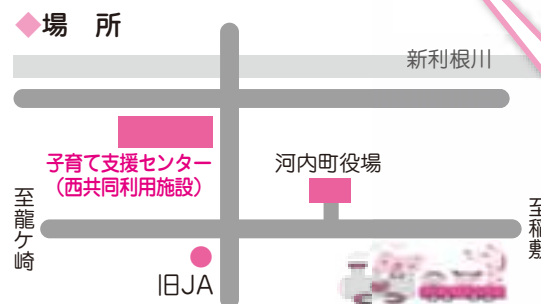 ◆場　所
新利根川
子育て支援センター
（西共同利用施設）
河内町役場
至龍ケ崎
至稲敷
旧JA